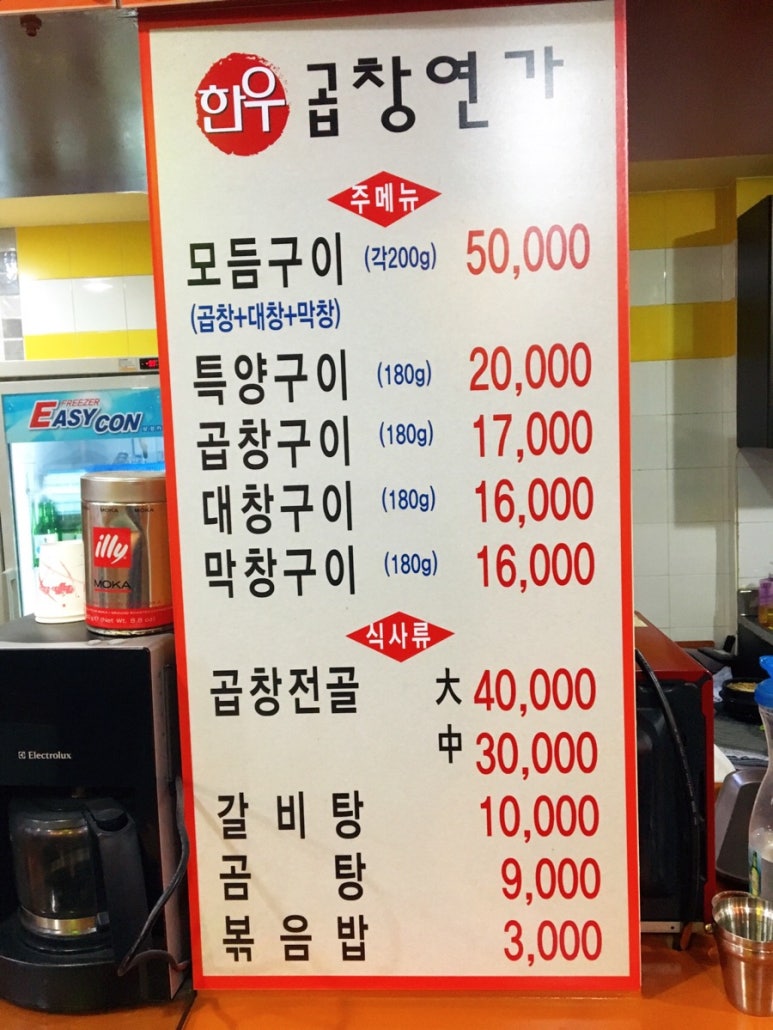 한우 곱창연가
주메뉴
모듬구이 (각200g) 50,000
(곱창+대창+막창)
특양구이 (180g) 20,000
곱창구이 (180g) 17,000
대창구이 (180g) 16,000
막창구이 (180g) 16,000
식사류
곱창전골 大 40,000
中 30,000
갈비탕 10,000
곰탕 9,000
볶음밥 3,000
FREEZER
EASYCON
illy
MOKA
Electrolux